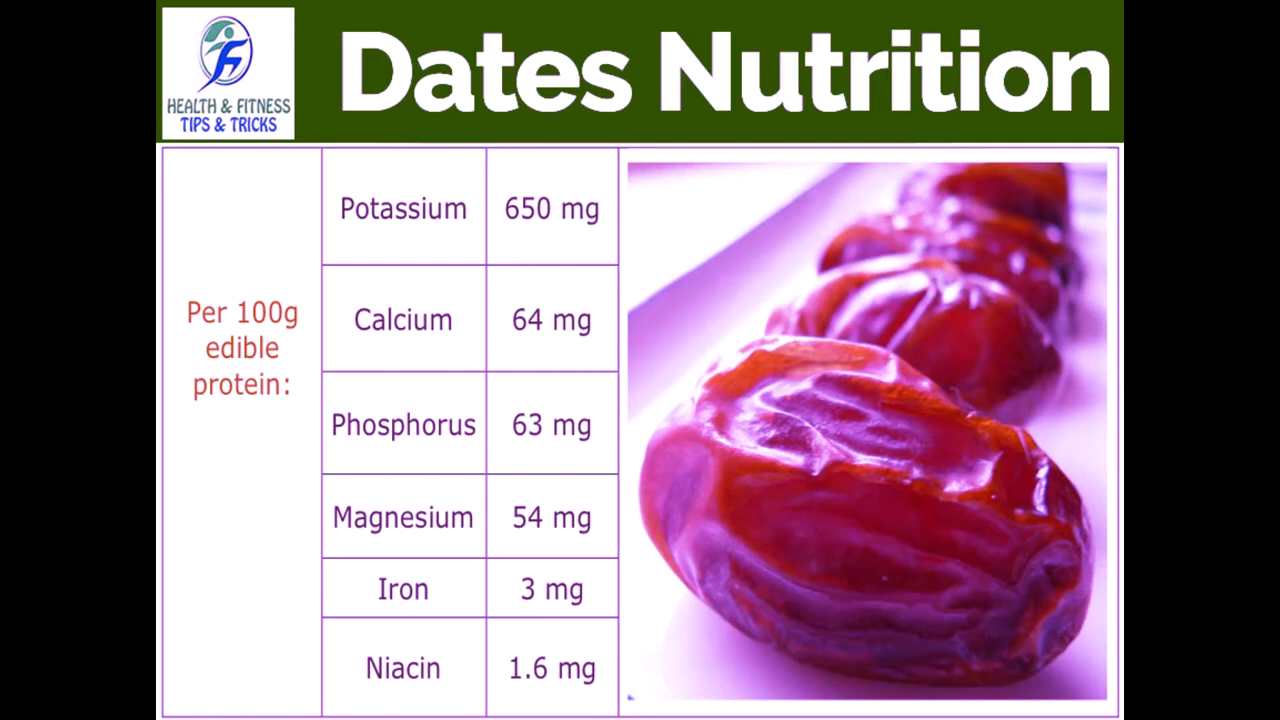 HEALTH & FITNESS
TIPS & TRICKS
Dates Nutrition
Per 100g
edible
protein:
Potassium 650 mg
Calcium 64 mg
Phosphorus 63 mg
Magnesium 54 mg
Iron 3 mg
Niacin 1.6 mg